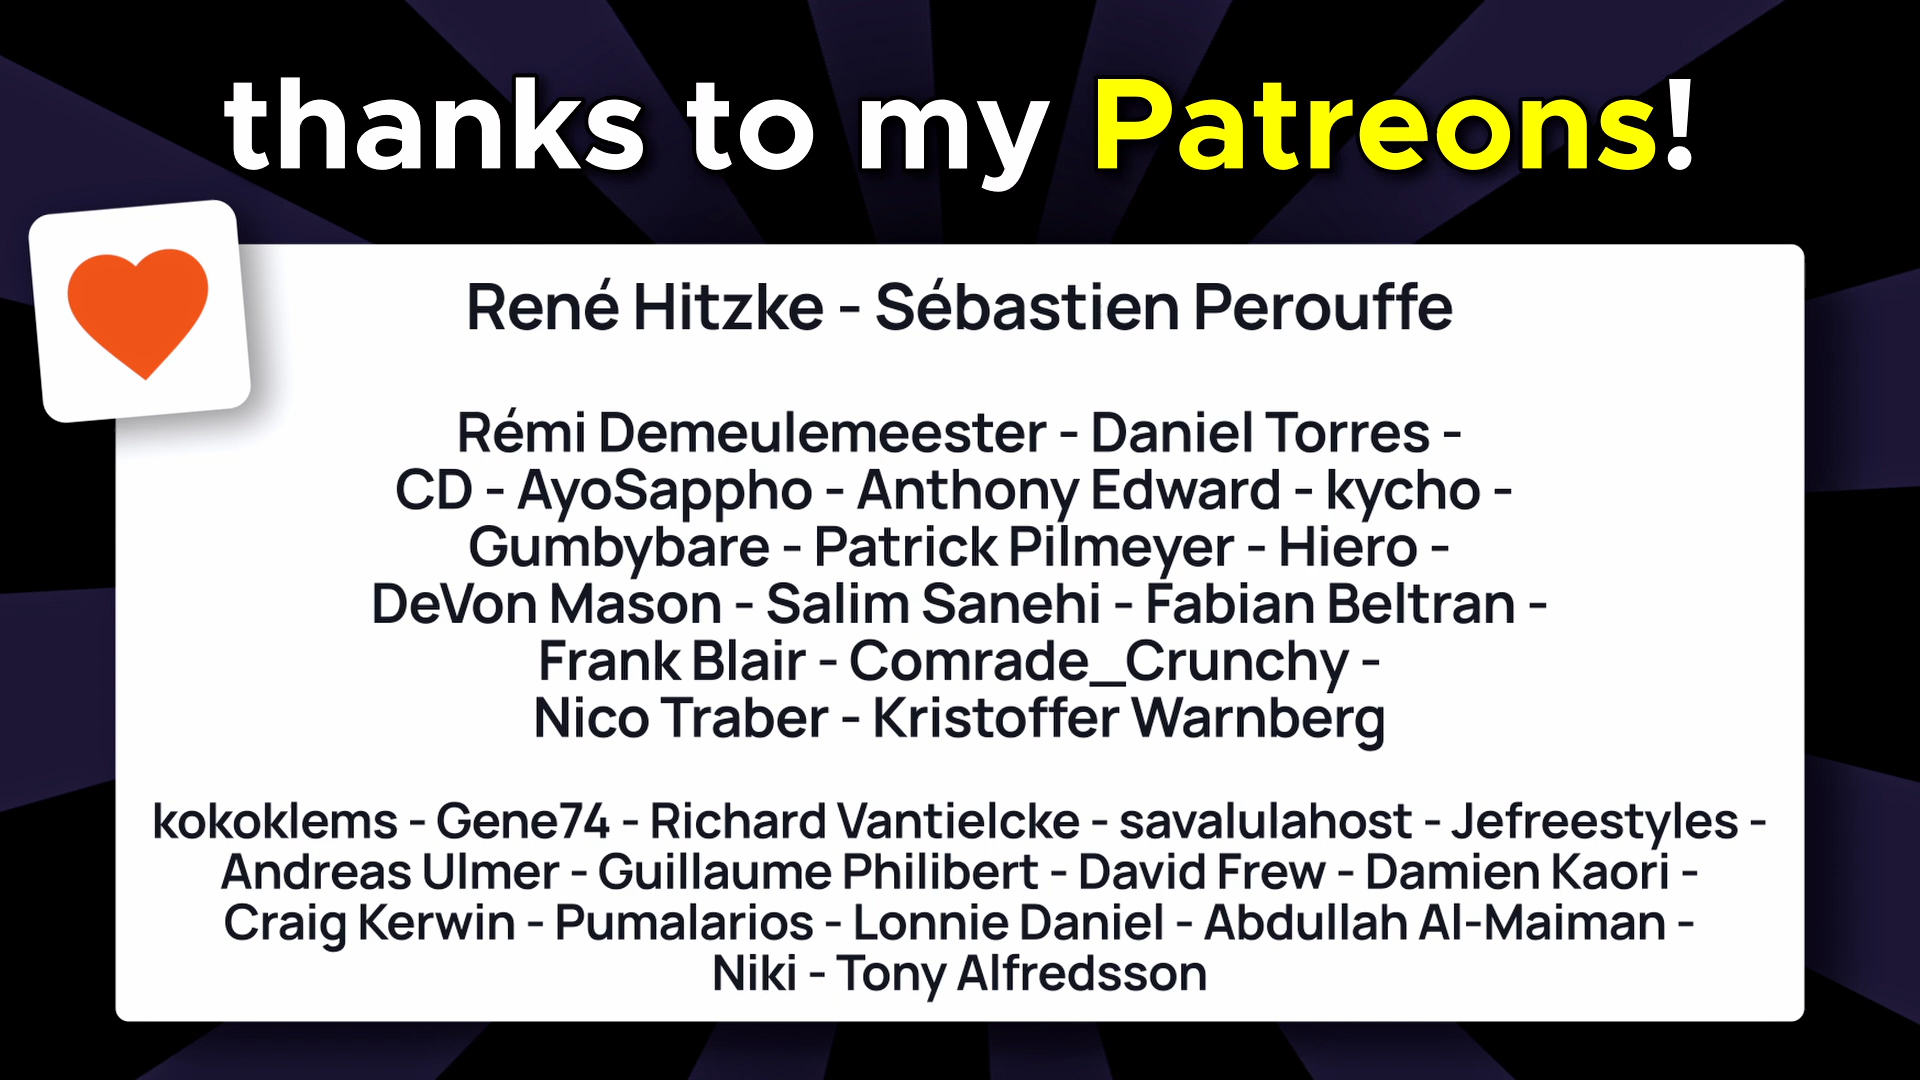 thanks to my Patreons!
René Hitzke - Sébastien Perouffe
Rémi Demeulemeester - Daniel Torres -
CD - AyoSappho - Anthony Edward - kycho -
Gumbybare - Patrick Pilmeyer - Hiero -
DeVon Mason - Salim Sanehi - Fabian Beltran -
Frank Blair - Comrade_Crunchy -
Nico Traber - Kristoffer Warnberg
kokoklems - Gene74 - Richard Vantielcke - savalulahost - Jefreestyles -
Andreas Ulmer - Guillaume Philibert - David Frew - Damien Kaori -
Craig Kerwin - Pumalarios - Lonnie Daniel - Abdullah Al-Maiman -
Niki - Tony Alfredsson